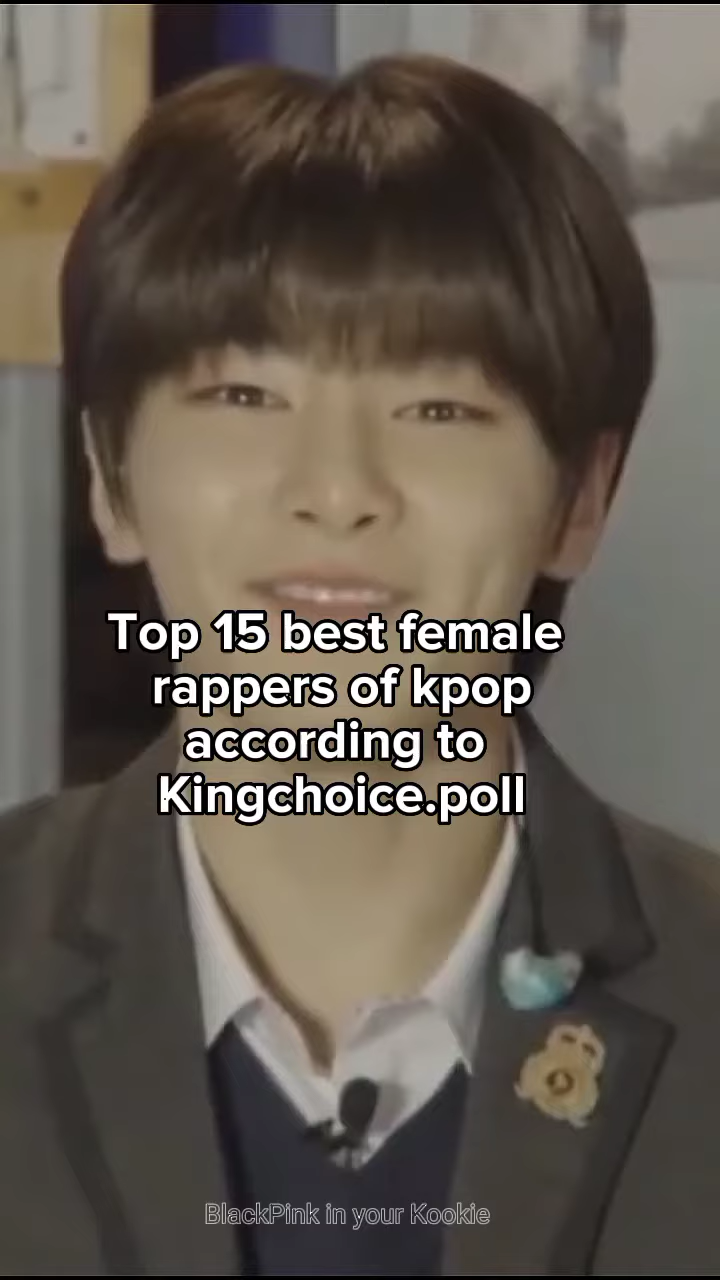 Top 15 best female
rappers of kpop
according to
Kingchoice.poll
BlackPink in your Kookie